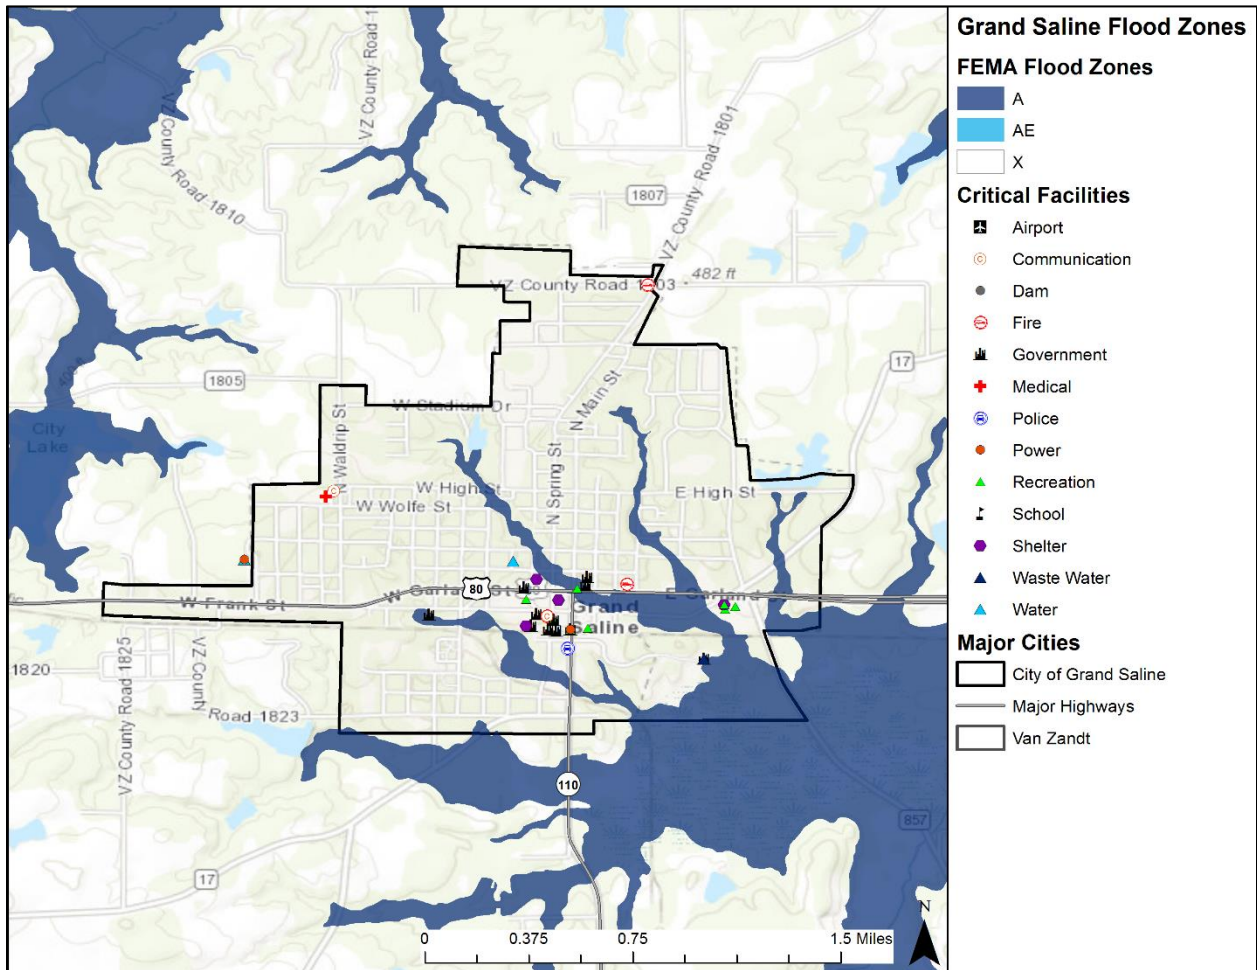 Grand Saline Flood Zones
FEMA Flood Zones
A
AE
X
Critical Facilities
Airport
C Communication
Dam
Fire
Government
Medical
Police
Power
Recreation
School
Shelter
Waste Water
Water
Major Cities
City of Grand Saline
Major Highways
Van Zandt
VZ County Road 1
VZ County Road 1801
VZ County Road 1810
1807
VZ County Road 1803
482 ft
17
1805
N Main St
W Stadium Dr
City
Lake
N Waldrip St
N Spring St
W High St
E High St
W Wolfe St
80
W Garland St
E Garland
W Frank St
Grand
Saline
1820
VZ County Road 1825
VZ County
Road 1823
110
857
17
N
0 0.375 0.75 1.5 Miles